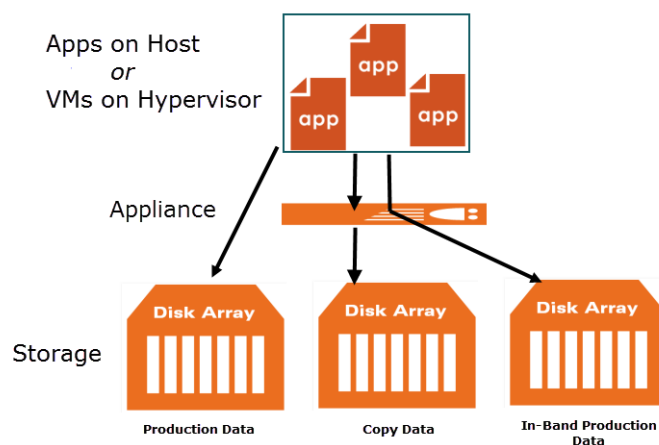 Apps on Host
or
VMs on Hypervisor
app
app
app
Appliance
Storage
Disk Array
Disk Array
Disk Array
Production Data
Copy Data
In-Band Production
Data